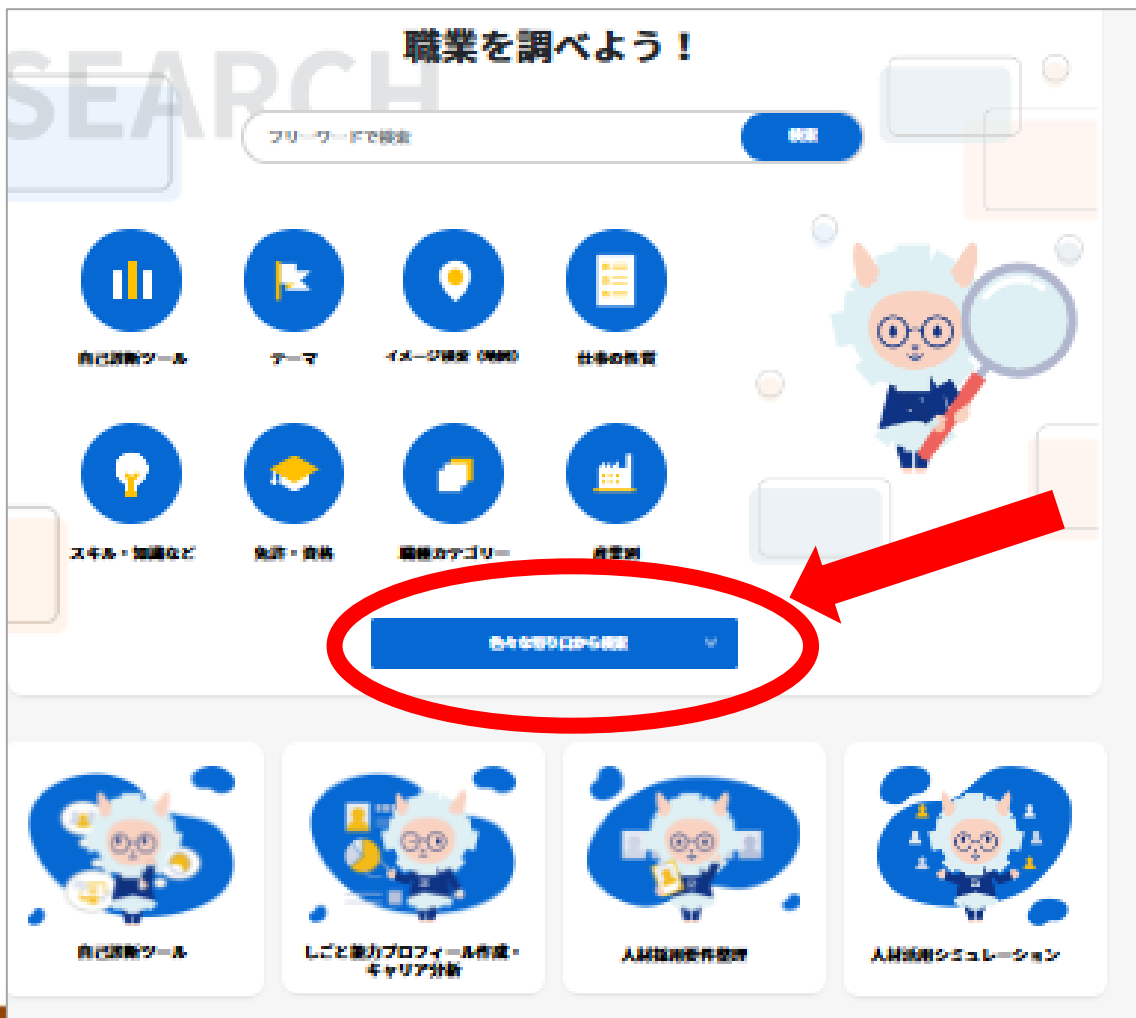 SEARCH
職業を調べよう！
フリーワードで検索
検索
自己診断ツール
テーマ
イメージ検索（地図）
仕事の性質
スキル・知識など
免許・資格
職種カテゴリー
産業別
色々な切り口から検索
自己診断ツール
しごと能力プロフィール作成・
キャリア分析
人材採用要件整理
人材活用シミュレーション